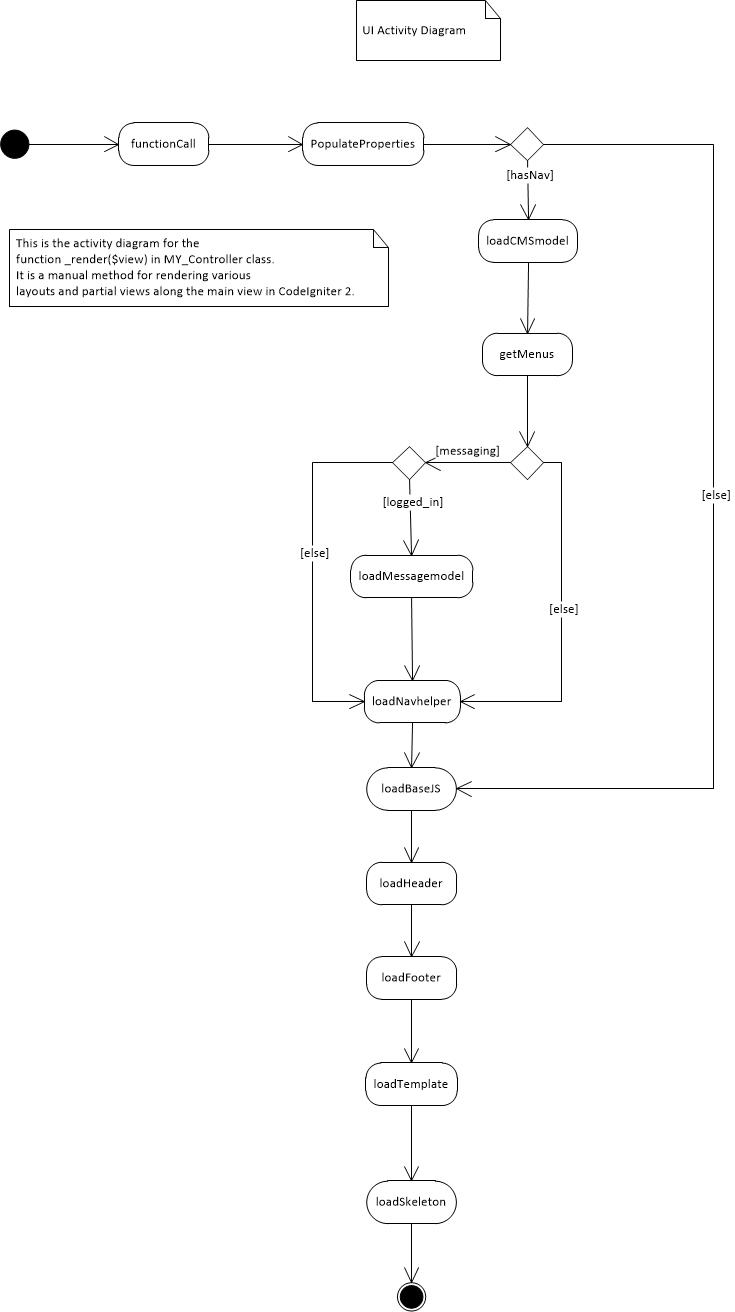 UI Activity Diagram
functionCall
PopulateProperties
[hasNav]
This is the activity diagram for the
function _render($view) in MY_Controller class.
It is a manual method for rendering various
layouts and partial views along the main view in CodeIgniter 2.
loadCMSmodel
getMenus
[messaging]
[logged_in]
[else]
[else]
loadMessagemodel
[else]
loadNavhelper
loadBaseJS
loadHeader
loadFooter
loadTemplate
loadSkeleton